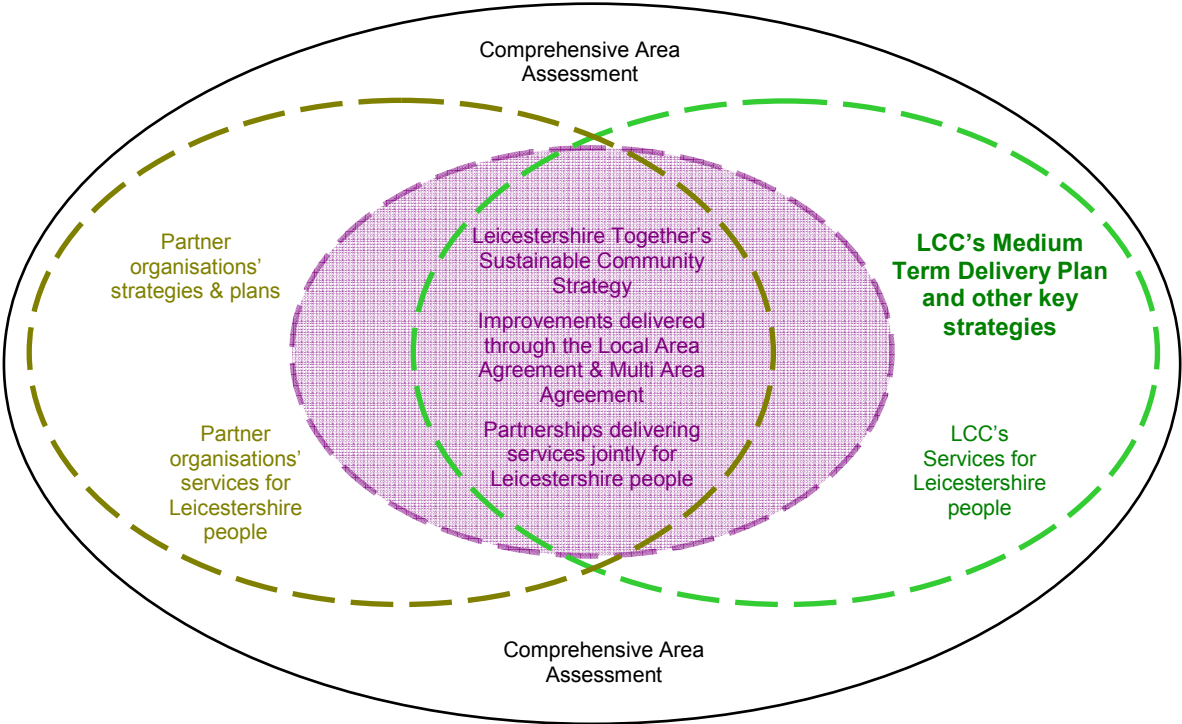 Comprehensive Area
Assessment
Partner
organisations’
strategies & plans
Partner
organisations’
services for
Leicestershire
people
Leicestershire Together’s
Sustainable Community
Strategy
Improvements delivered
through the Local Area
Agreement & Multi Area
Agreement
Partnerships delivering
services jointly for
Leicestershire people
LCC’s Medium
Term Delivery Plan
and other key
strategies
LCC’s
Services for
Leicestershire
people
Comprehensive Area
Assessment